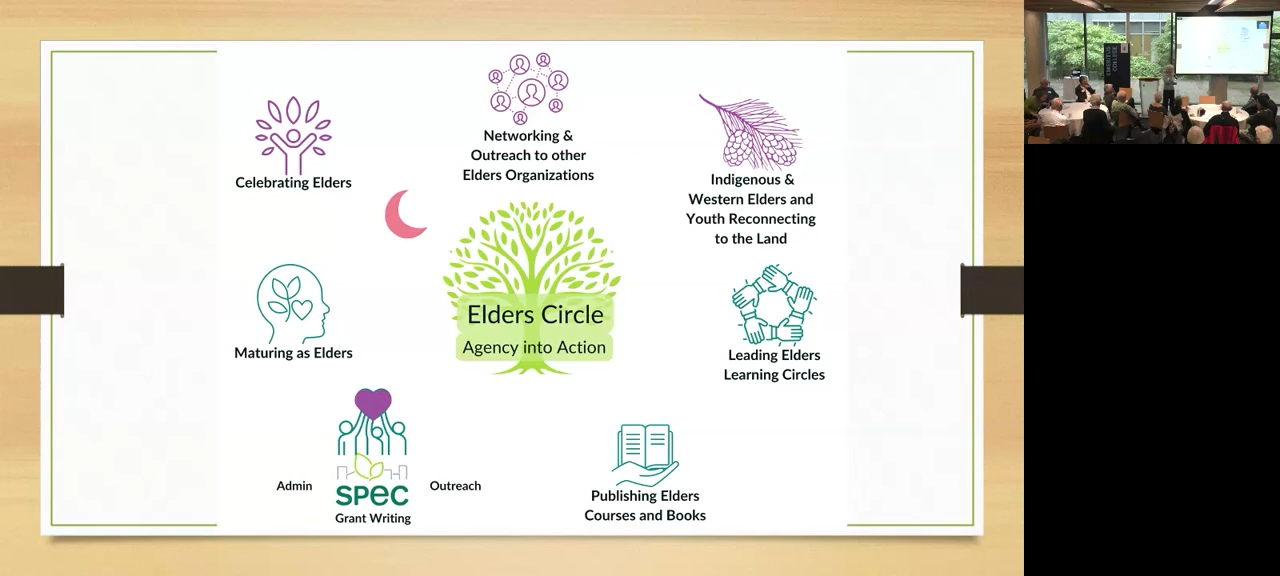 Networking &
Outreach to other
Elders Organizations
Celebrating Elders
Indigenous &
Western Elders and
Youth Reconnecting
to the Land
Elders Circle
Agency into Action
Maturing as Elders
Leading Elders
Learning Circles
Admin
spec
Outreach
Grant Writing
Publishing Elders
Courses and Books
EMERITUS
COLLEGE